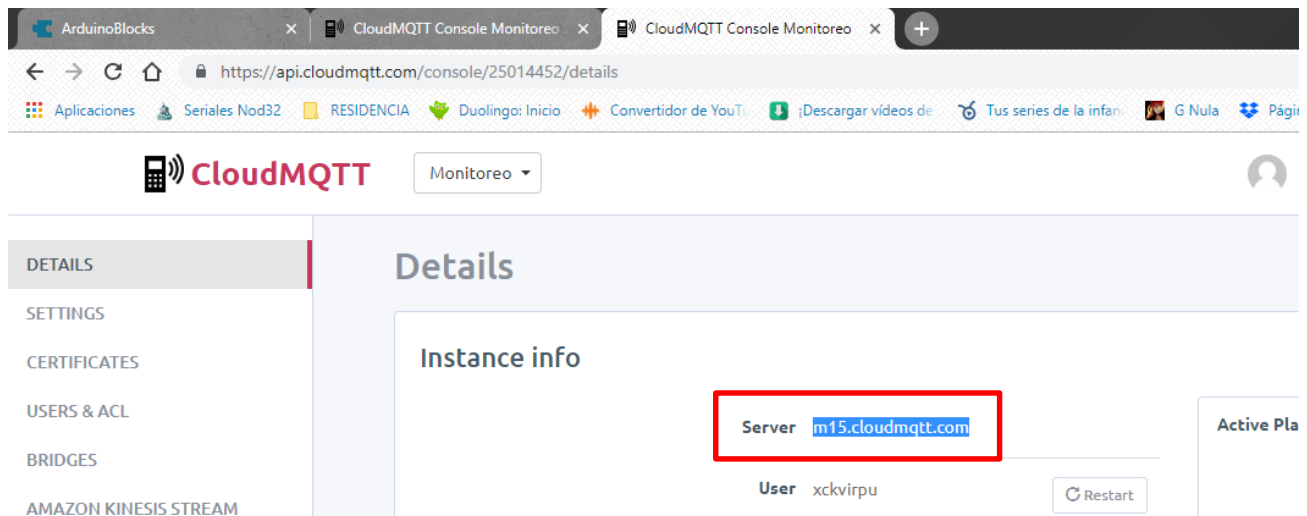 ArduinoBlocks
CloudMQTT Console Monitoreo
CloudMQTT Console Monitoreo
https://api.cloudmqtt.com/console/25014452/details
Aplicaciones Seriales Nod32 RESIDENCIA Duolingo: Inicio Convertidor de YouTu ¡Descargar vídeos de Tus series de la infan G Nula Págin
CloudMQTT Monitoreo
DETAILS
SETTINGS
CERTIFICATES
USERS & ACL
BRIDGES
AMAZON KINESIS STREAM
Details
Instance info
Server m15.cloudmqtt.com
User xckvirpu
Restart
Active Pla